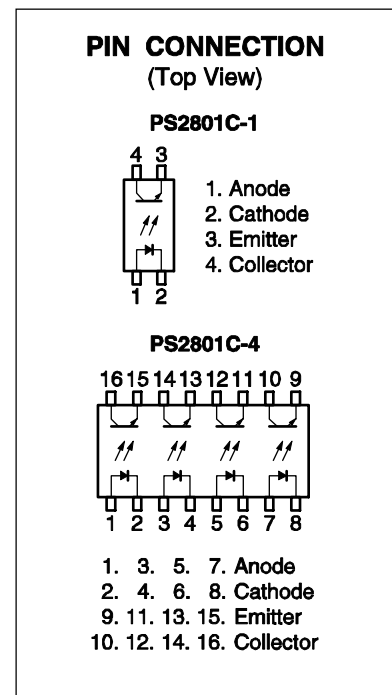 PIN CONNECTION
(Top View)
PS2801C-1
4 3
1. Anode
2. Cathode
3. Emitter
4. Collector
1 2
PS2801C-4
16 15 14 13 12 11 10 9
1 2 3 4 5 6 7 8
1. 3. 5. 7. Anode
2. 4. 6. 8. Cathode
9. 11. 13. 15. Emitter
10. 12. 14. 16. Collector